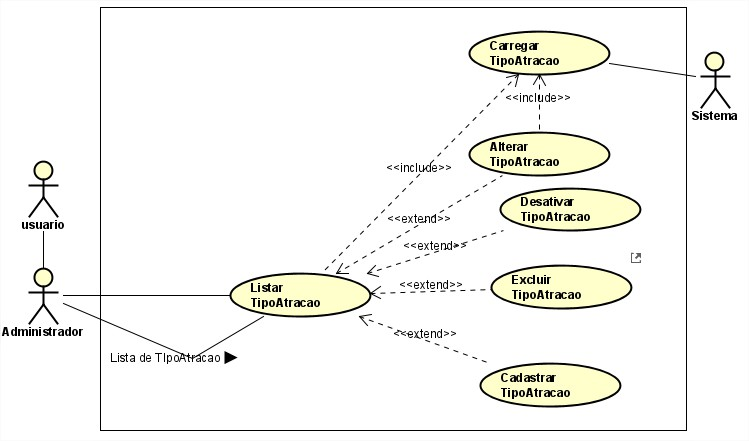 Carregar
TipoAtracao
<<include>>
Sistema
Alterar
TipoAtracao
<<include>>
Desativar
TipoAtracao
<<extend>>
usuario
<<extend>>
Excluir
TipoAtracao
<<extend>>
Listar
TipoAtracao
Administrador
<<extend>>
Lista de TIpoAtracao
Cadastrar
TipoAtracao